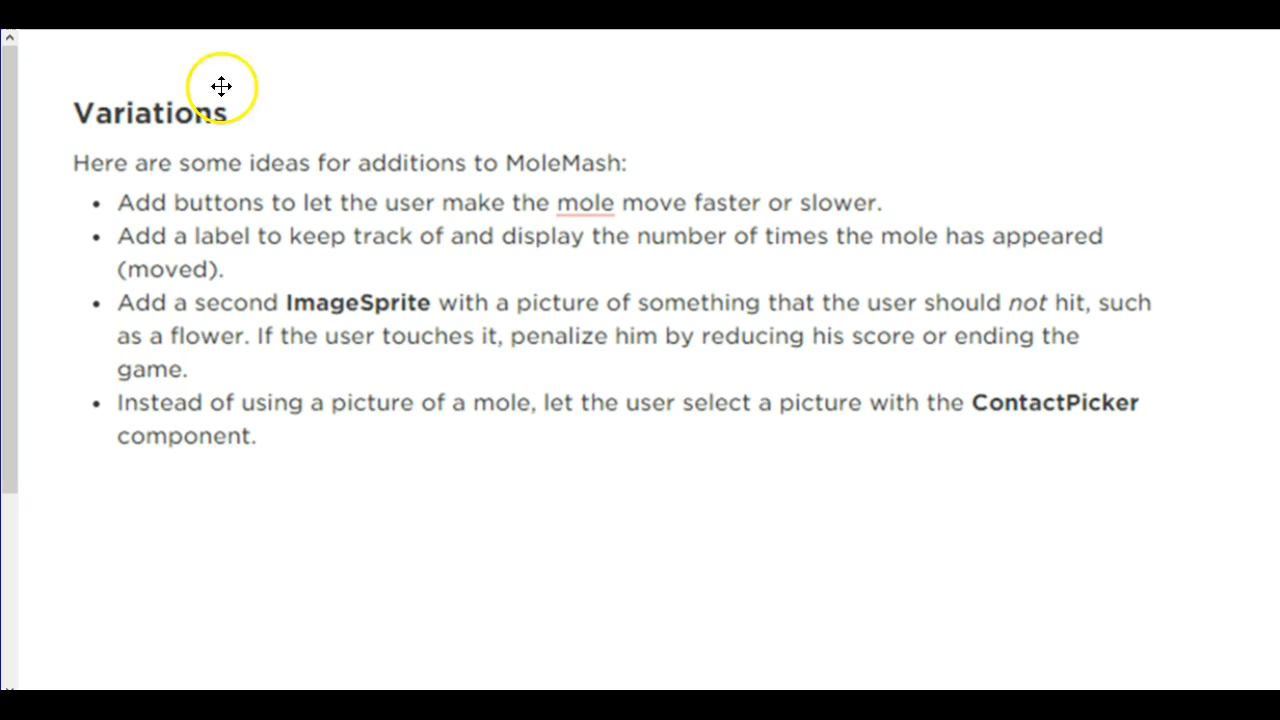 Variations
Here are some ideas for additions to MoleMash:
• Add buttons to let the user make the mole move faster or slower.
• Add a label to keep track of and display the number of times the mole has appeared
(moved).
• Add a second ImageSprite with a picture of something that the user should not hit, such
as a flower. If the user touches it, penalize him by reducing his score or ending the
game.
• Instead of using a picture of a mole, let the user select a picture with the ContactPicker
component.